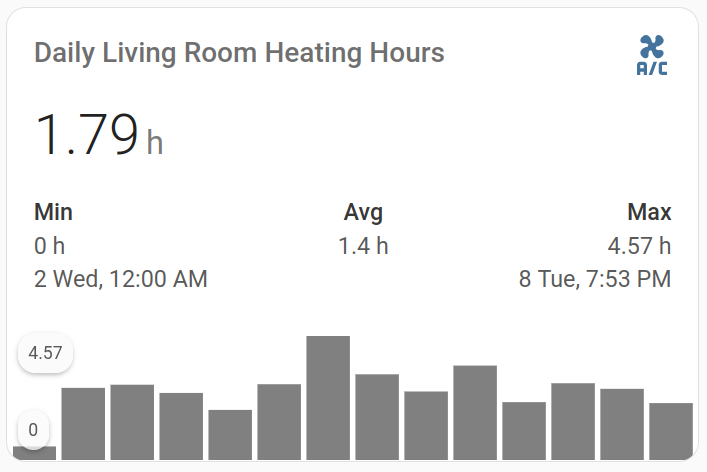 Daily Living Room Heating Hours
A/C
1.79 h
Min Avg Max
0 h 1.4 h 4.57 h
2 Wed, 12:00 AM 8 Tue, 7:53 PM
4.57
0